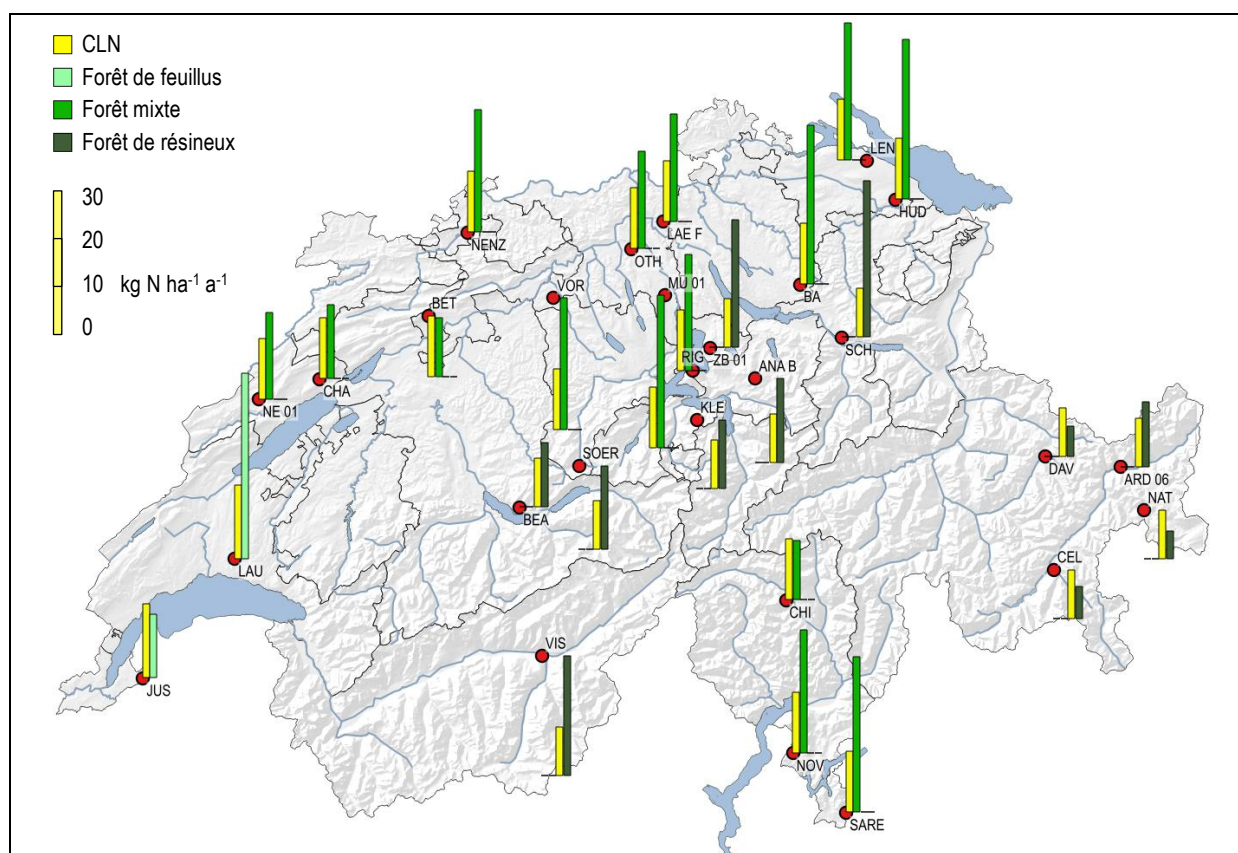 CLN
Forêt de feuillus
Forêt mixte
Forêt de résineux
30
20
10 kg N ha⁻¹ a⁻¹
0
LEN
HUD
NENZ
LAE F
OTH
VOR
MU 01
BA
BET
SCH
ZB 01
RIG
ANA B
CHA
NE 01
KLE
SOER
DAV
ARD 06
NAT
BEA
LAU
CEL
CHI
VIS
JUS
NOV
SARE